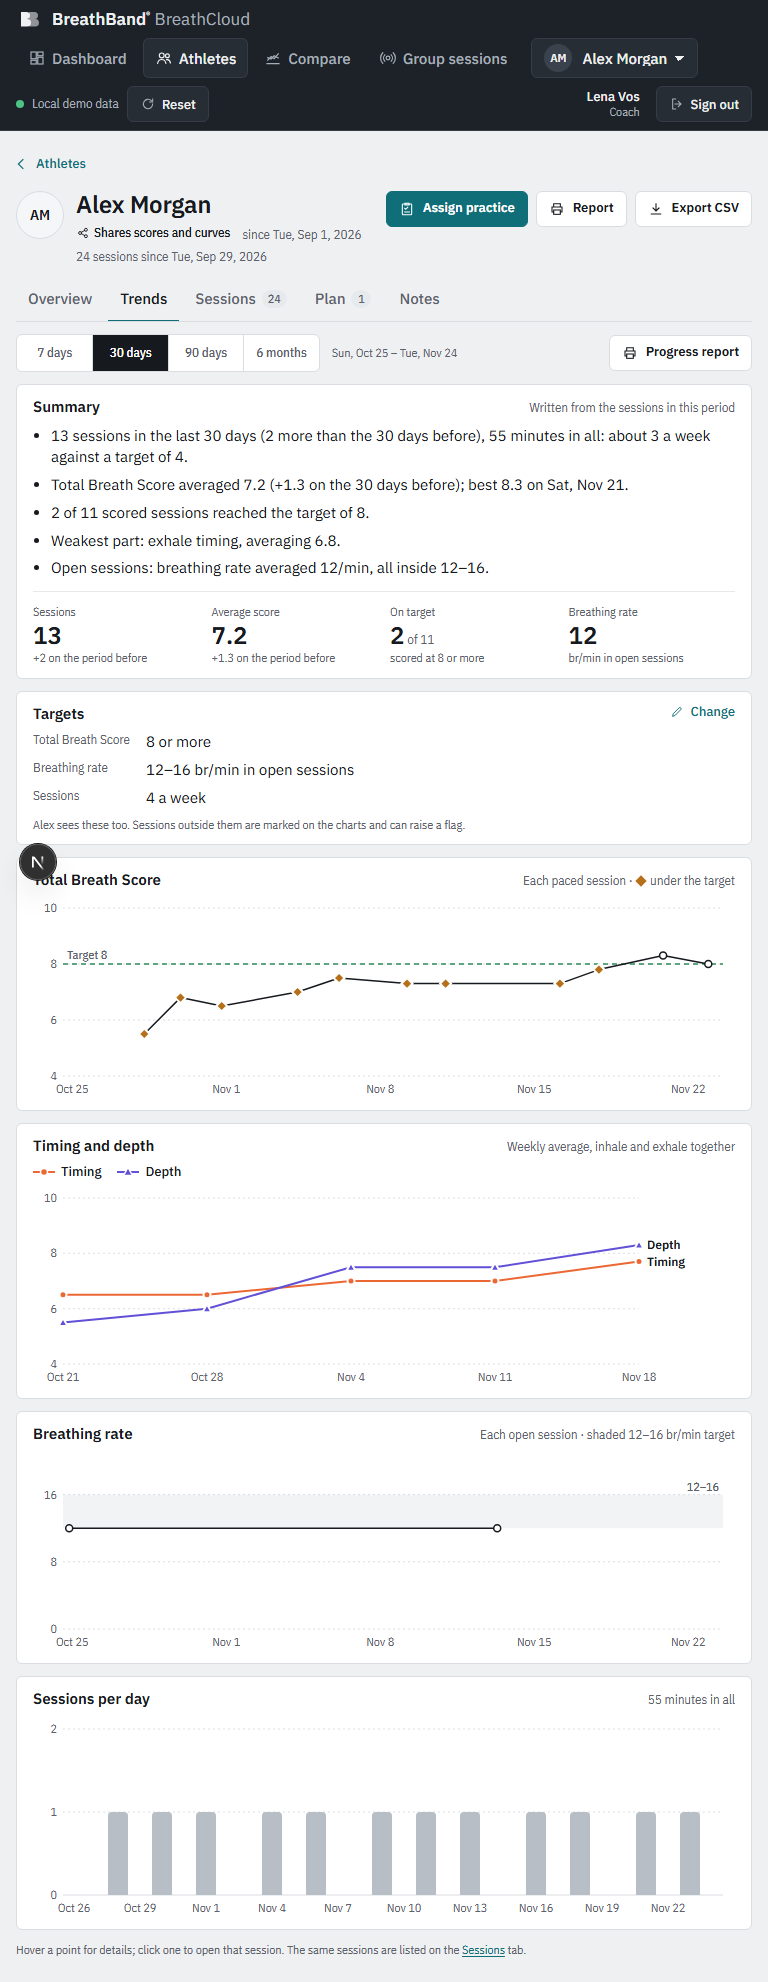 BreathBand® BreathCloud
Dashboard
Athletes
Compare
Group sessions
AM Alex Morgan
Local demo data
Reset
Lena Vos
Coach
Sign out
Athletes
AM
Alex Morgan
Shares scores and curves since Tue, Sep 1, 2026
24 sessions since Tue, Sep 29, 2026
Assign practice
Report
Export CSV
Overview
Trends
Sessions 24
Plan 1
Notes
7 days
30 days
90 days
6 months
Sun, Oct 25 – Tue, Nov 24
Progress report
Summary
Written from the sessions in this period
• 13 sessions in the last 30 days (2 more than the 30 days before), 55 minutes in all: about 3 a week
against a target of 4.
• Total Breath Score averaged 7.2 (+1.3 on the 30 days before); best 8.3 on Sat, Nov 21.
• 2 of 11 scored sessions reached the target of 8.
• Weakest part: exhale timing, averaging 6.8.
• Open sessions: breathing rate averaged 12/min, all inside 12–16.
Sessions
13
+2 on the period before
Average score
7.2
+1.3 on the period before
On target
2 of 11
scored at 8 or more
Breathing rate
12
br/min in open sessions
Targets
Change
Total Breath Score 8 or more
Breathing rate 12–16 br/min in open sessions
Sessions 4 a week
Alex sees these too. Sessions outside them are marked on the charts and can raise a flag.
N
Total Breath Score
Each paced session · ◆ under the target
10
Target 8
8
6
4
Oct 25 Nov 1 Nov 8 Nov 15 Nov 22
Timing and depth
Weekly average, inhale and exhale together
Timing Depth
10
8
6
4
Depth
Timing
Oct 21 Oct 28 Nov 4 Nov 11 Nov 18
Breathing rate
Each open session · shaded 12–16 br/min target
12–16
16
8
0
Oct 25 Nov 1 Nov 8 Nov 15 Nov 22
Sessions per day
55 minutes in all
2
1
0
Oct 26 Oct 29 Nov 1 Nov 4 Nov 7 Nov 10 Nov 13 Nov 16 Nov 19 Nov 22
Hover a point for details; click one to open that session. The same sessions are listed on the Sessions tab.